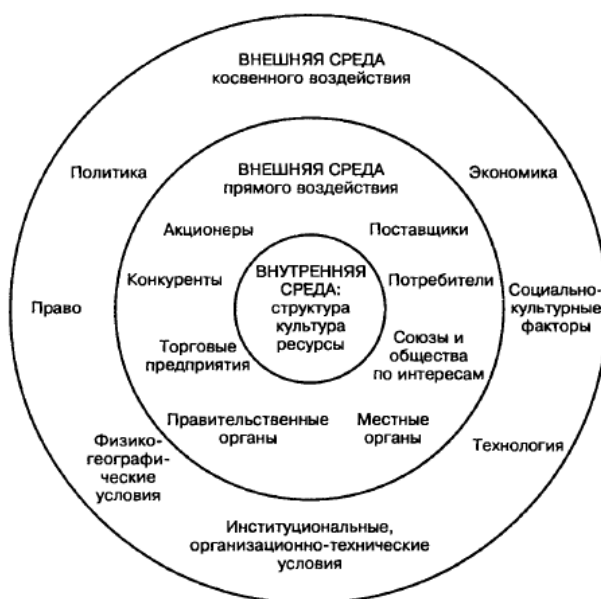 ВНЕШНЯЯ СРЕДА
косвенного воздействия
Политика
ВНЕШНЯЯ СРЕДА
прямого воздействия
Экономика
Акционеры
Поставщики
Конкуренты
ВНУТРЕННЯЯ
СРЕДА:
структура
культура
ресурсы
Потребители
Право
Социально-
культурные
факторы
Торговые
предприятия
Союзы и
общества
по интересам
Правительственные
органы
Местные
органы
Физико-
географи-
ческие
условия
Технология
Институциональные,
организационно-технические
условия